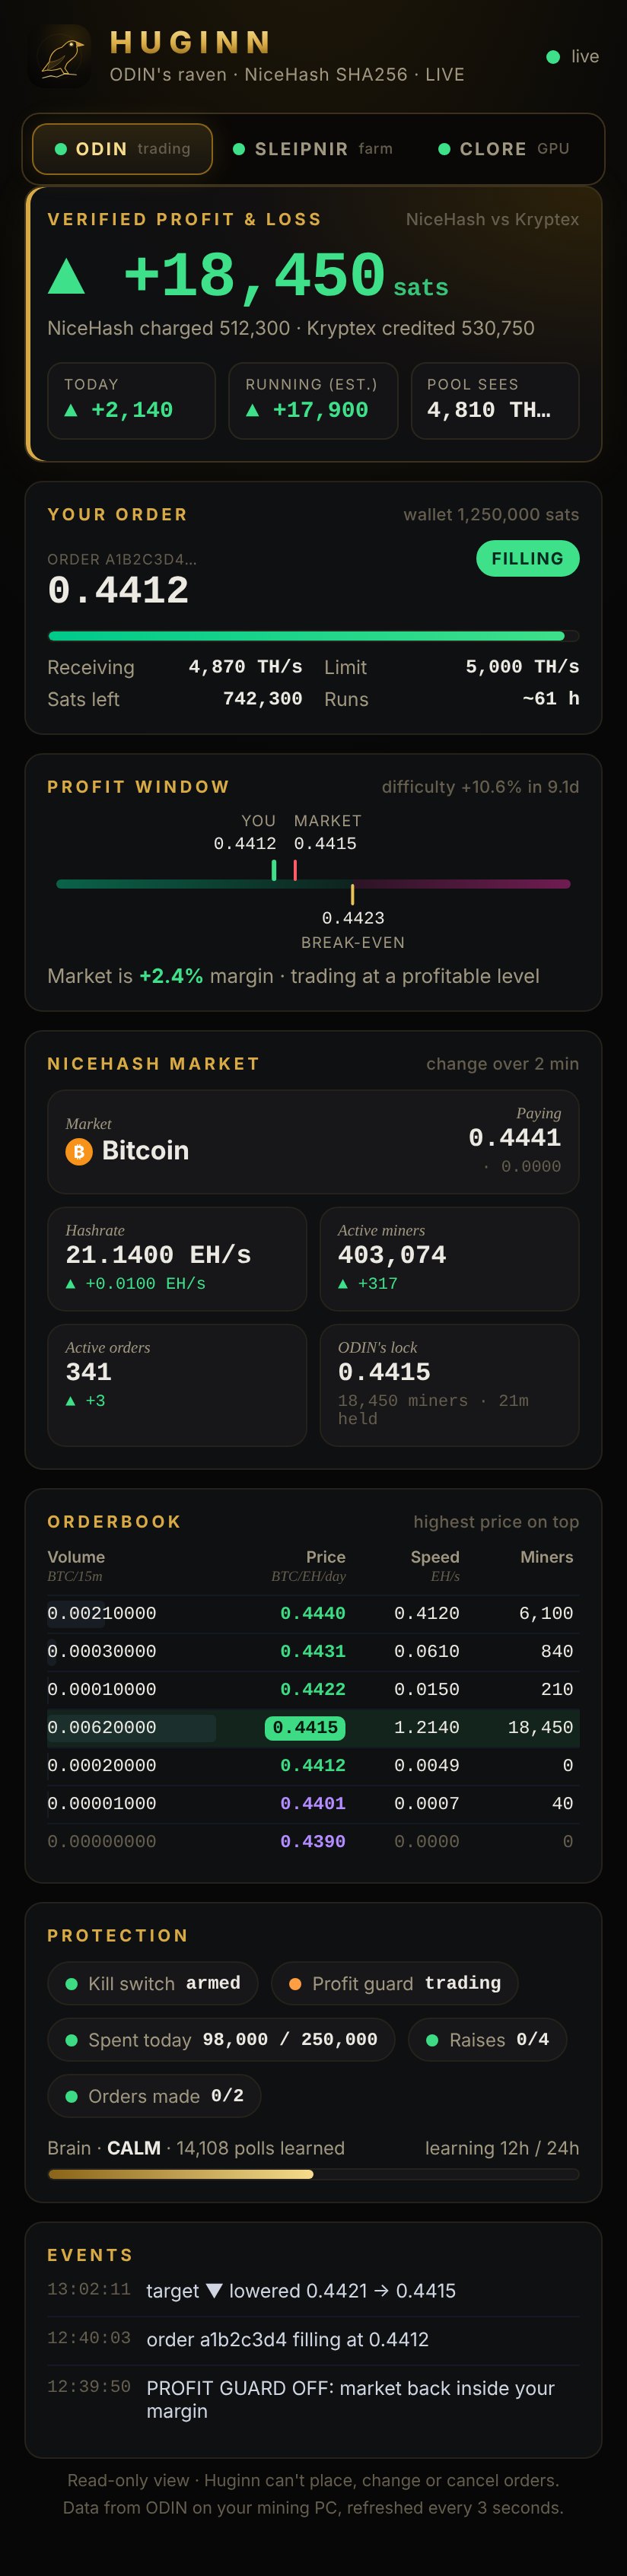 HUGINN
ODIN's raven · NiceHash SHA256 · LIVE
live
ODIN trading
SLEIPNIR farm
CLORE GPU
VERIFIED PROFIT & LOSS
NiceHash vs Kryptex
▲ +18,450 sats
NiceHash charged 512,300 · Kryptex credited 530,750
TODAY
▲ +2,140
RUNNING (EST.)
▲ +17,900
POOL SEES
4,810 TH…
YOUR ORDER
wallet 1,250,000 sats
ORDER A1B2C3D4…
0.4412
FILLING
Receiving 4,870 TH/s
Limit 5,000 TH/s
Sats left 742,300
Runs ~61 h
PROFIT WINDOW
difficulty +10.6% in 9.1d
YOU
0.4412
MARKET
0.4415
0.4423
BREAK-EVEN
Market is +2.4% margin · trading at a profitable level
NICEHASH MARKET
change over 2 min
Market
Bitcoin
Paying
0.4441
· 0.0000
Hashrate
21.1400 EH/s
▲ +0.0100 EH/s
Active miners
403,074
▲ +317
Active orders
341
▲ +3
ODIN's lock
0.4415
18,450 miners · 21m
held
ORDERBOOK
highest price on top
Volume Price Speed Miners
BTC/15m BTC/EH/day EH/s
0.00210000 0.4440 0.4120 6,100
0.00030000 0.4431 0.0610 840
0.00010000 0.4422 0.0150 210
0.00620000 0.4415 1.2140 18,450
0.00020000 0.4412 0.0049 0
0.00001000 0.4401 0.0007 40
0.00000000 0.4390 0.0000 0
PROTECTION
Kill switch armed
Profit guard trading
Spent today 98,000 / 250,000
Raises 0/4
Orders made 0/2
Brain · CALM · 14,108 polls learned
learning 12h / 24h
EVENTS
13:02:11 target ▼ lowered 0.4421 → 0.4415
12:40:03 order a1b2c3d4 filling at 0.4412
12:39:50 PROFIT GUARD OFF: market back inside your
margin
Read-only view · Huginn can't place, change or cancel orders.
Data from ODIN on your mining PC, refreshed every 3 seconds.